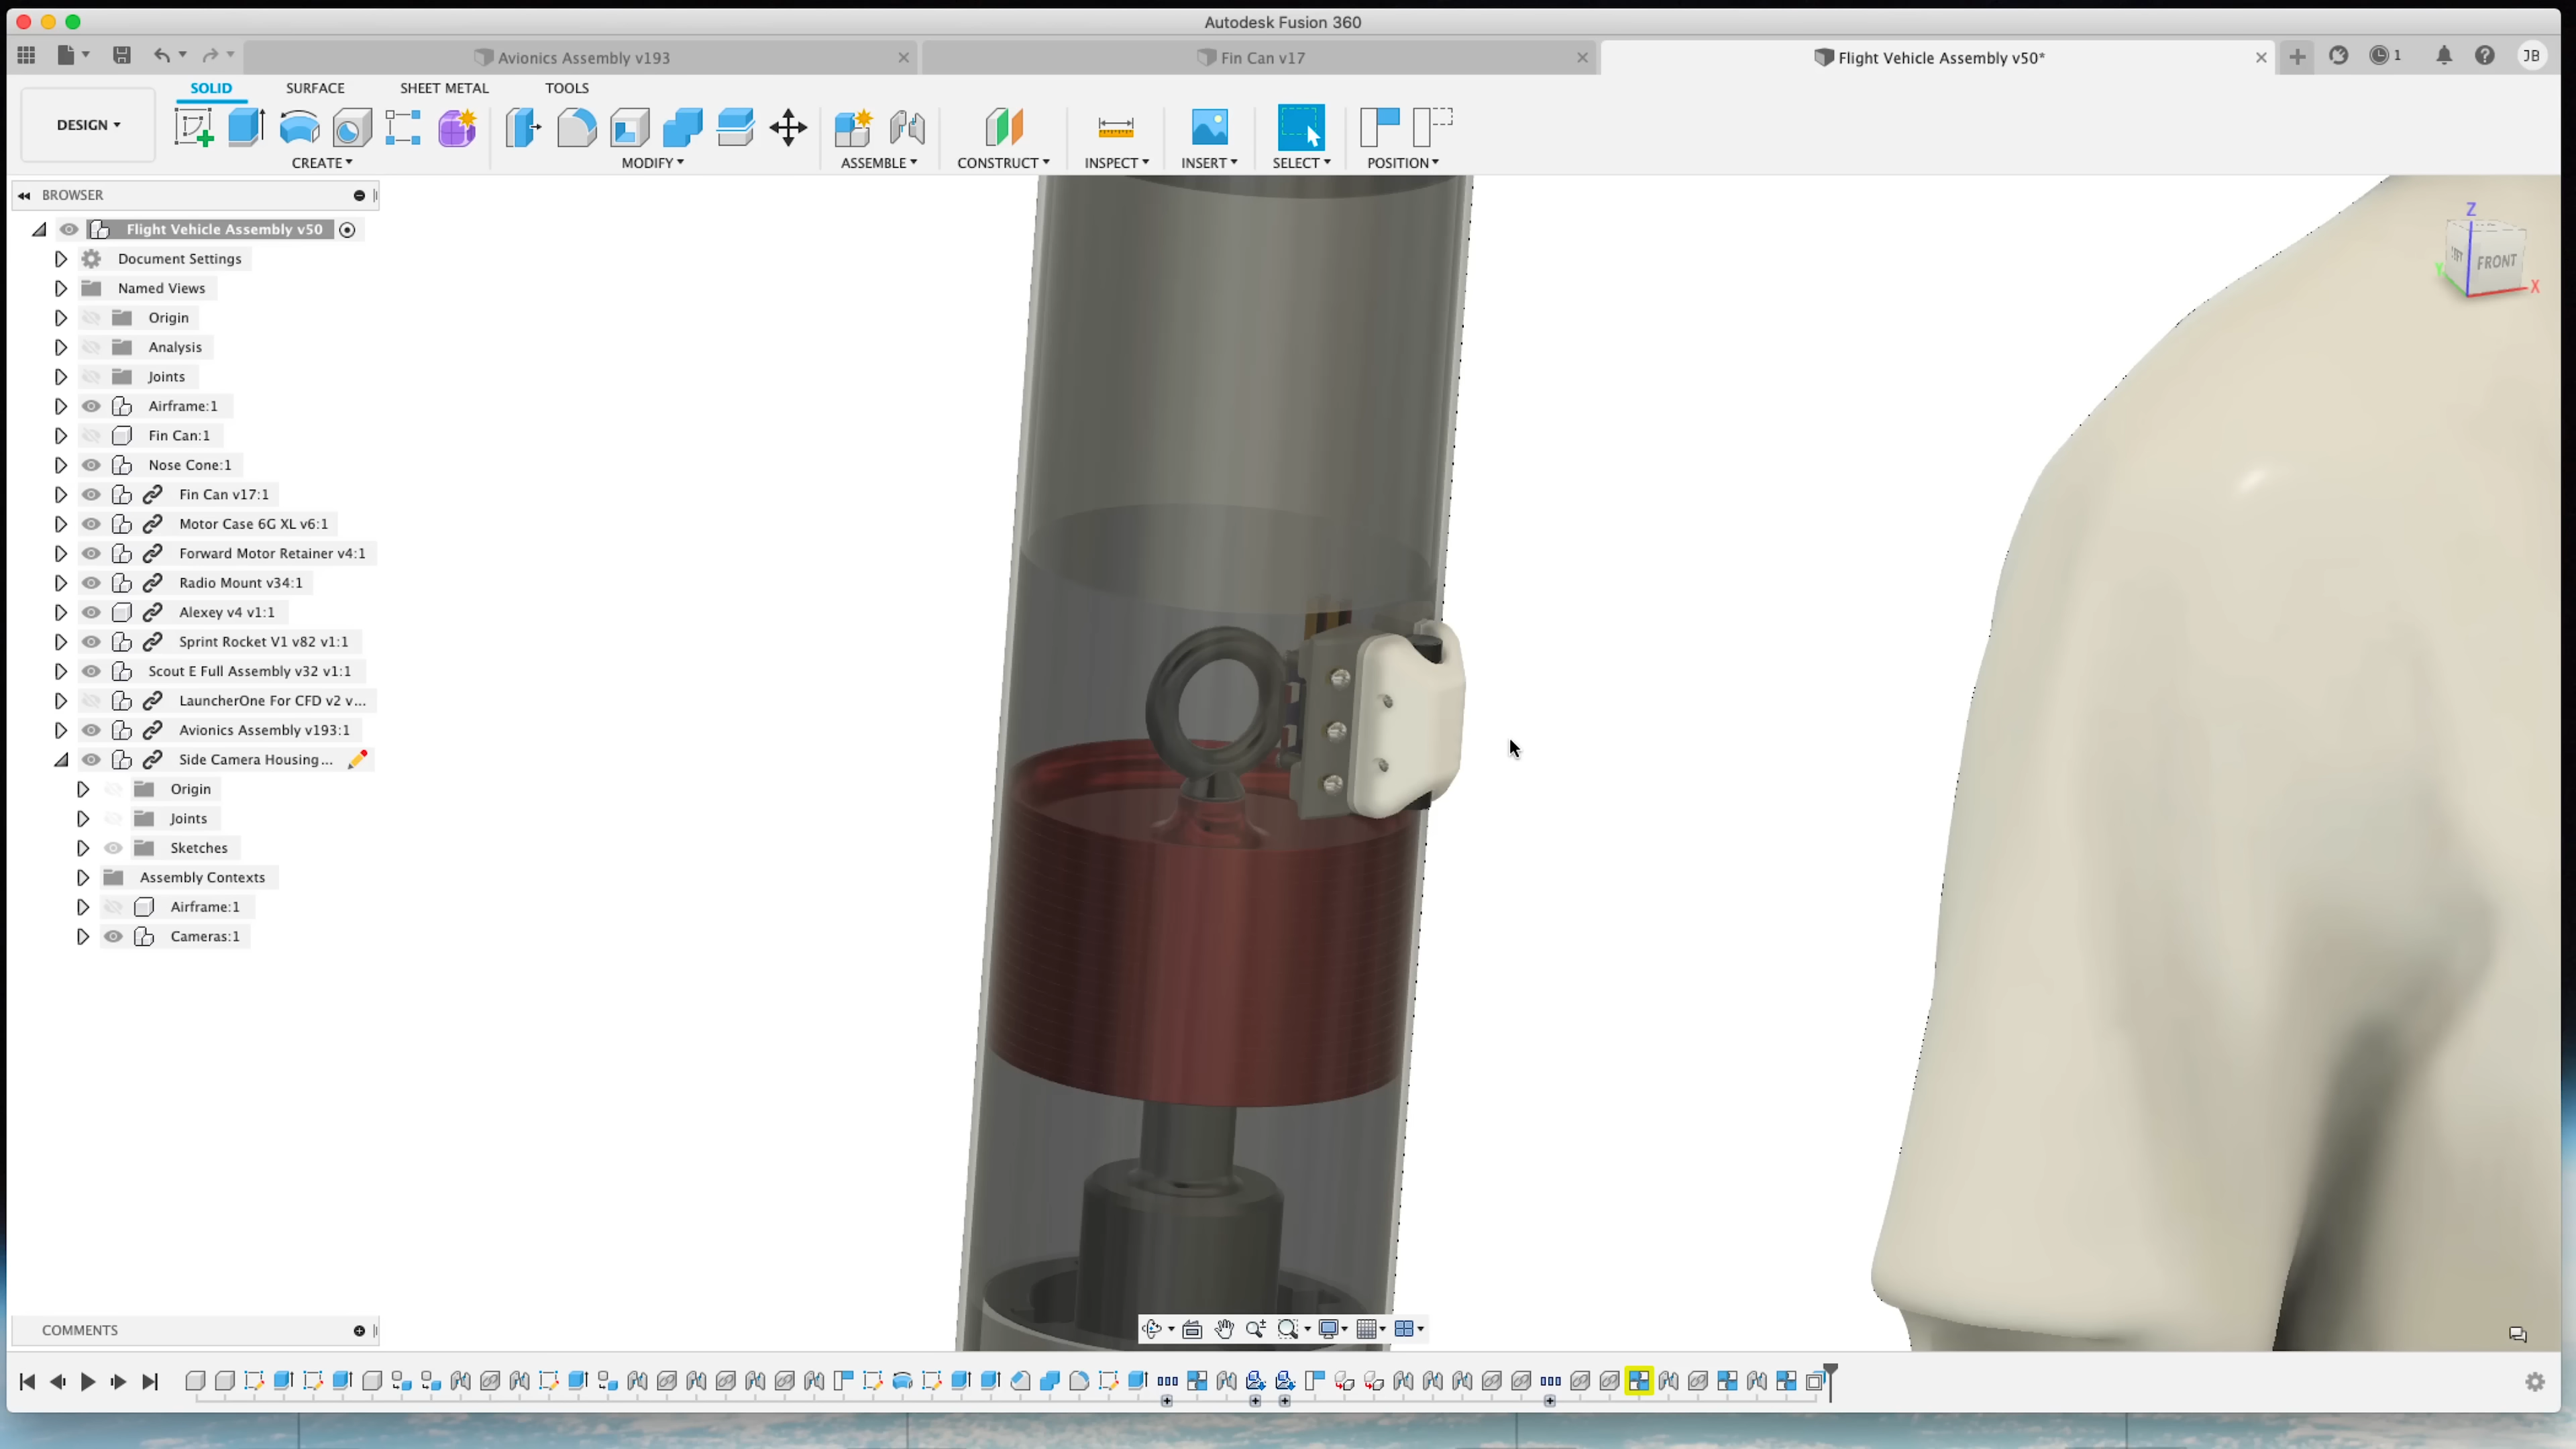 Autodesk Fusion 360
Avionics Assembly v193
Fin Can v17
Flight Vehicle Assembly v50*
1
JB
SOLID
SURFACE
SHEET METAL
TOOLS
DESIGN
CREATE
MODIFY
ASSEMBLE
CONSTRUCT
INSPECT
INSERT
SELECT
POSITION
BROWSER
Flight Vehicle Assembly v50
Document Settings
Named Views
Origin
Analysis
Joints
Airframe:1
Fin Can:1
Nose Cone:1
Fin Can v17:1
Motor Case 6G XL v6:1
Forward Motor Retainer v4:1
Radio Mount v34:1
Alexey v4 v1:1
Sprint Rocket V1 v82 v1:1
Scout E Full Assembly v32 v1:1
LauncherOne For CFD v2 v...
Avionics Assembly v193:1
Side Camera Housing...
Origin
Joints
Sketches
Assembly Contexts
Airframe:1
Cameras:1
Z
LEFT
FRONT
Y
X
COMMENTS